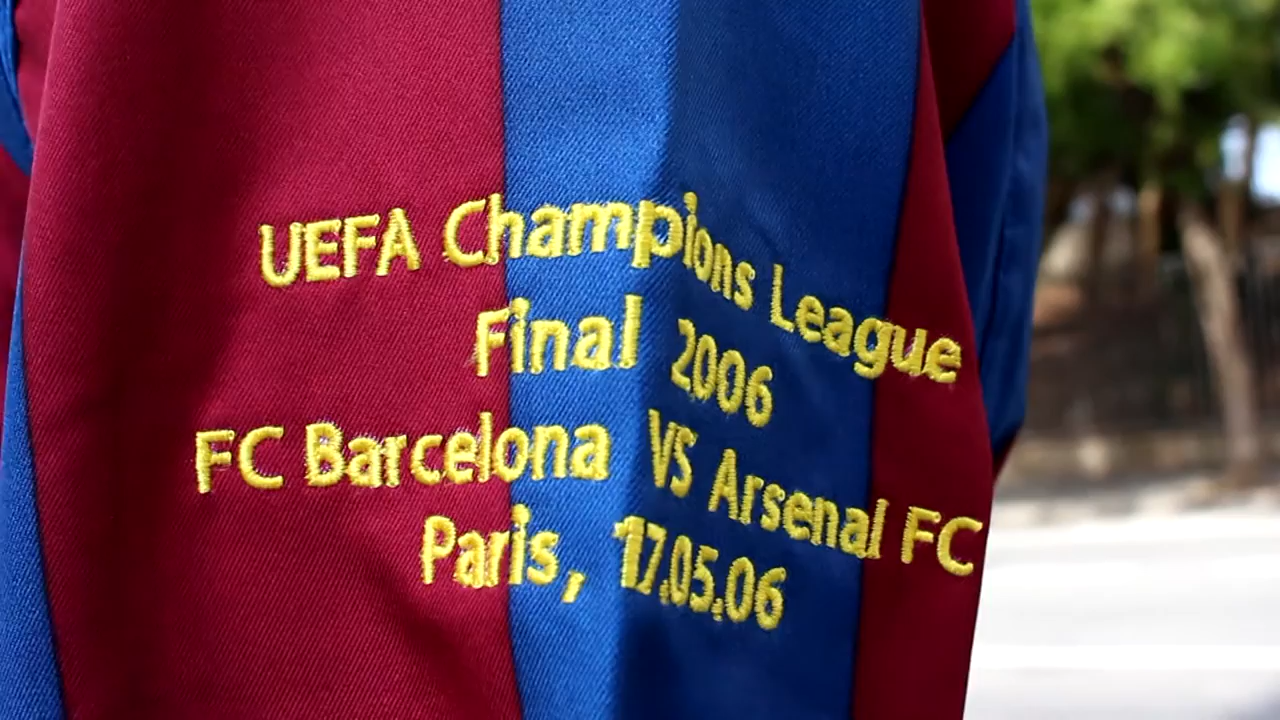 UEFA Champions League
Final 2006
FC Barcelona VS Arsenal FC
Paris, 17.05.06